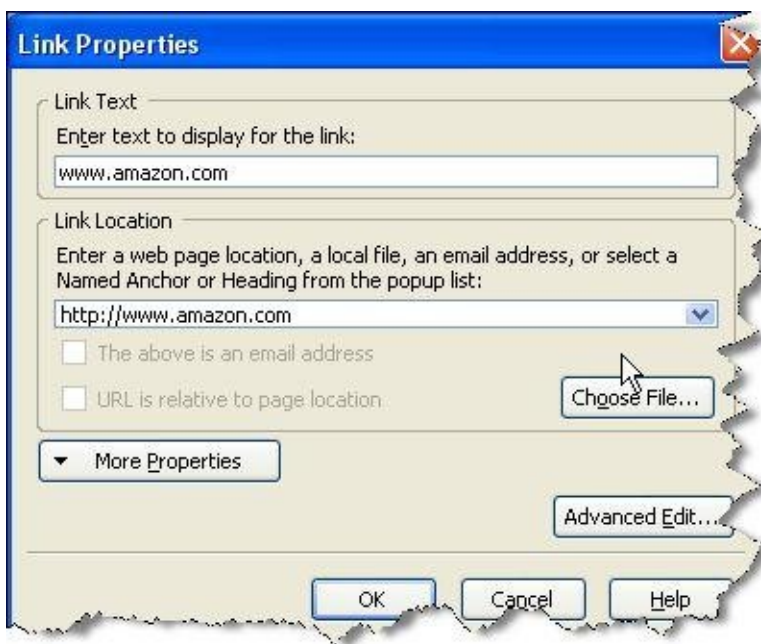 Link Properties
Link Text
Enter text to display for the link:
www.amazon.com
Link Location
Enter a web page location, a local file, an email address, or select a
Named Anchor or Heading from the popup list:
http://www.amazon.com
The above is an email address
URL is relative to page location
Choose File...
More Properties
Advanced Edit...
OK Cancel Help